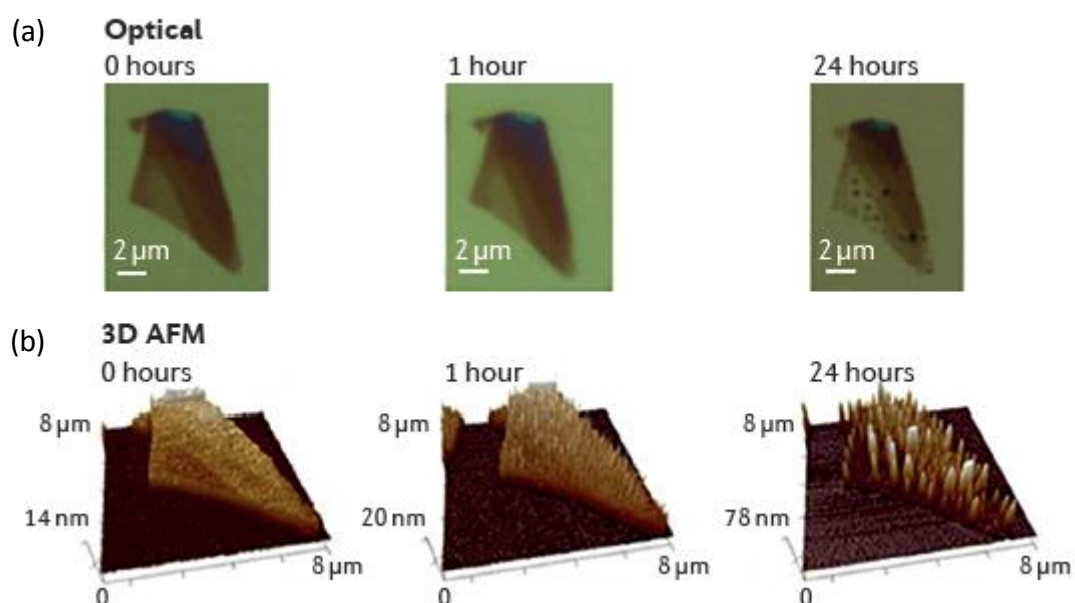 (a) Optical
0 hours 1 hour 24 hours
2 µm 2 µm 2 µm
(b) 3D AFM
0 hours 1 hour 24 hours
8 µm 8 µm 8 µm
14 nm 20 nm 78 nm
8 µm 8 µm 8 µm
0 0 0